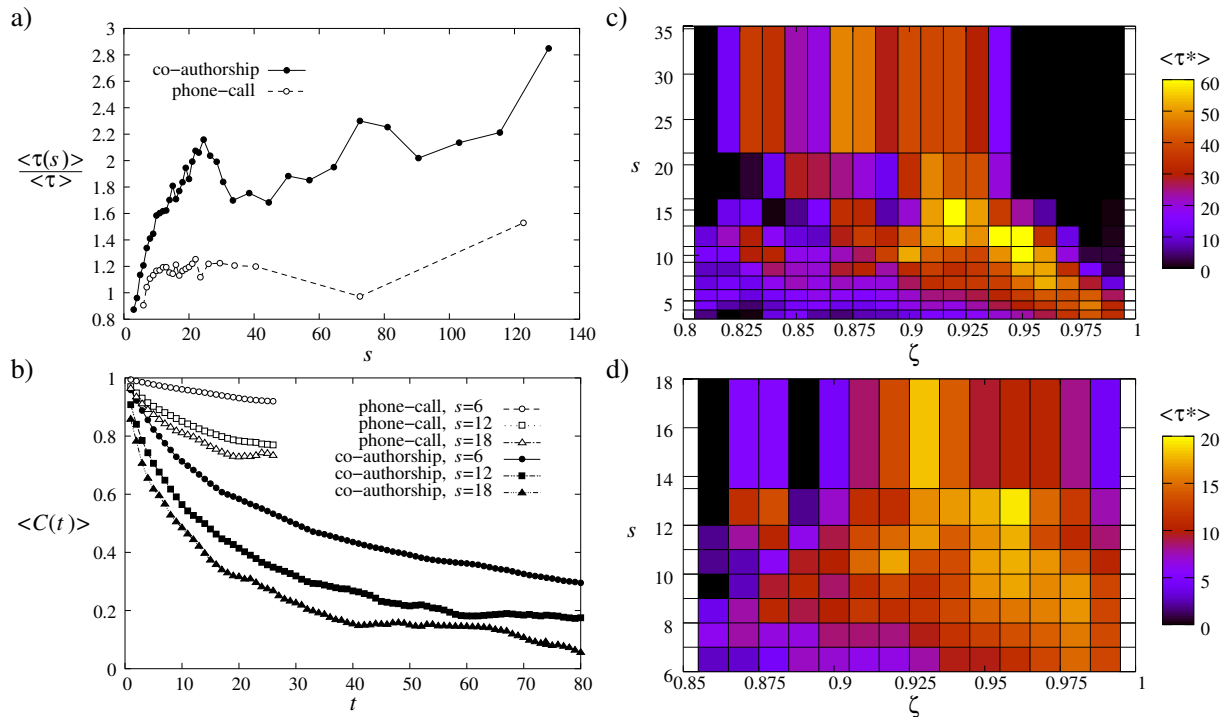 a)
3
2.8
2.6
2.4
2.2
2
1.8
1.6
1.4
1.2
1
0.8
<τ(s)>
<τ>
co-authorship
phone-call
0 20 40 60 80 100 120 140
s
b)
1
0.8
0.6
0.4
0.2
0
<C(t)>
phone-call, s=6
phone-call, s=12
phone-call, s=18
co-authorship, s=6
co-authorship, s=12
co-authorship, s=18
0 10 20 30 40 50 60 70 80
t
c)
35
30
25
20
15
10
5
3
s
0.8 0.825 0.85 0.875 0.9 0.925 0.95 0.975 1
ζ
<τ*>
60
50
40
30
20
10
0
d)
18
16
14
12
10
8
6
s
0.85 0.875 0.9 0.925 0.95 0.975 1
ζ
<τ*>
20
15
10
5
0